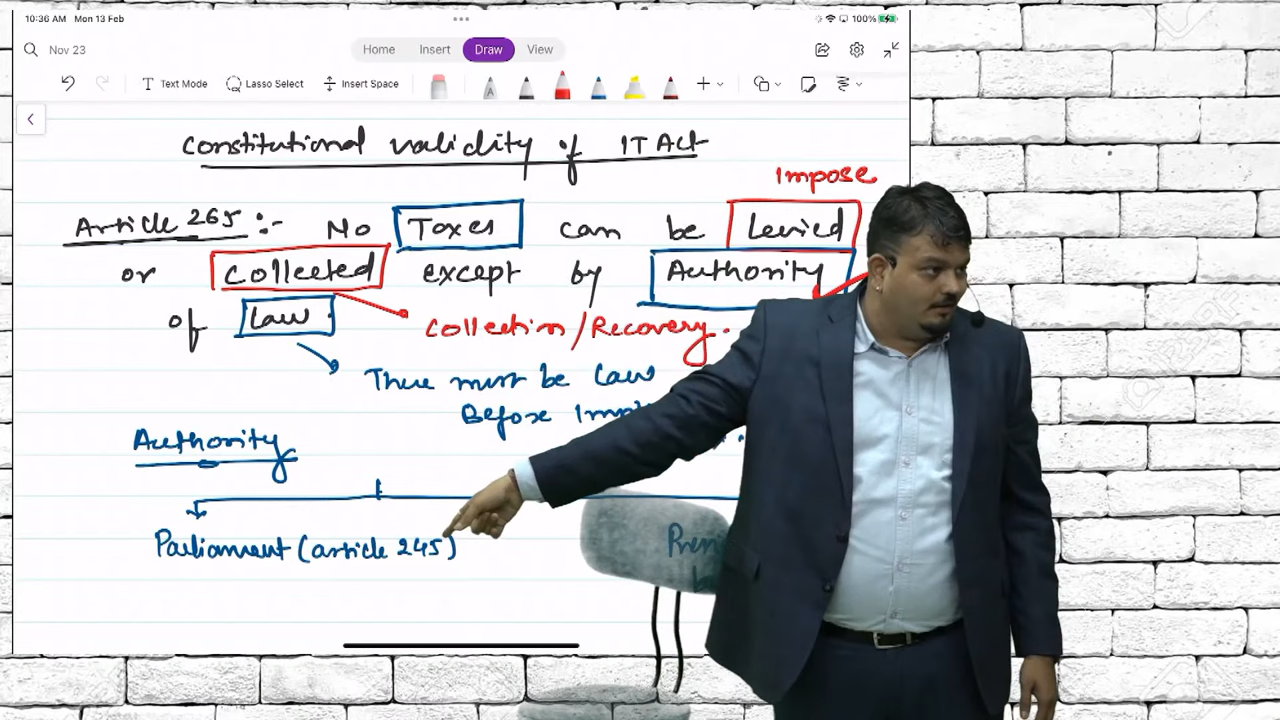 10:36 AM Mon 13 Feb
100%
Nov 23
Home Insert Draw View
Text Mode Lasso Select Insert Space
Constitutional validity of IT Act
Impose
Article 265 :- No Taxes can be Levied
or Collected except by Authority
of Law.
Collection/Recovery.
There must be Law
Before
Authority
Parliament (article 245)